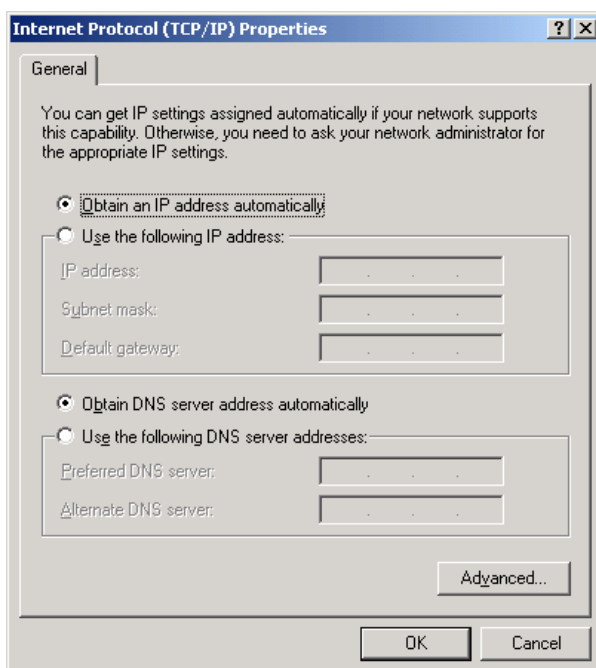 Internet Protocol (TCP/IP) Properties
General
You can get IP settings assigned automatically if your network supports
this capability. Otherwise, you need to ask your network administrator for
the appropriate IP settings.
Obtain an IP address automatically
Use the following IP address:
IP address:
Subnet mask:
Default gateway:
Obtain DNS server address automatically
Use the following DNS server addresses:
Preferred DNS server:
Alternate DNS server:
Advanced...
OK Cancel